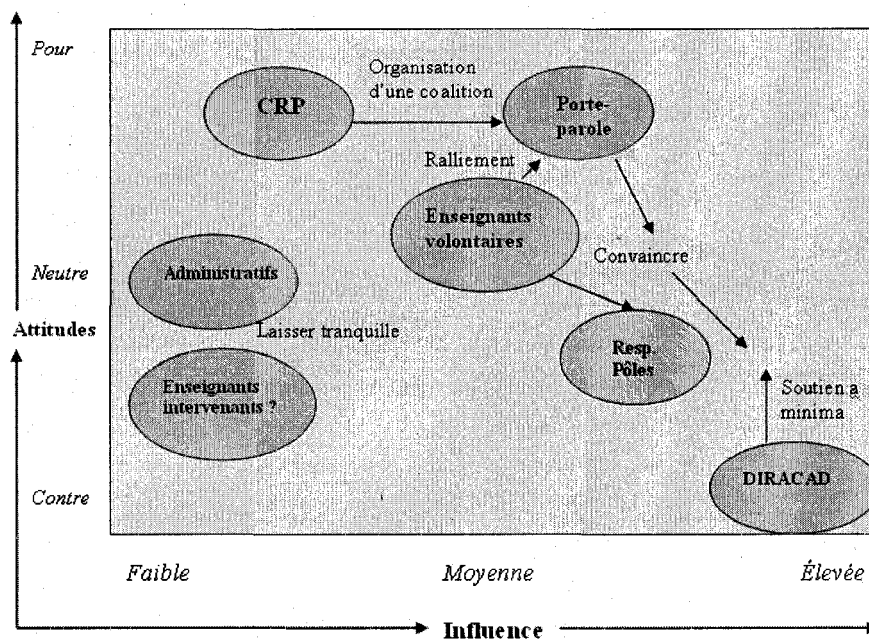 Pour
Organisation
d'une coalition
CRP
Porte-
parole
Ralliement
Enseignants
volontaires
Convaincre
Neutre
Administratifs
Attitudes
Laisser tranquille
Resp.
Pôles
Enseignants
intervenants ?
Soutien a
minima
DIRACAD
Contre
Faible
Moyenne
Élevée
Influence